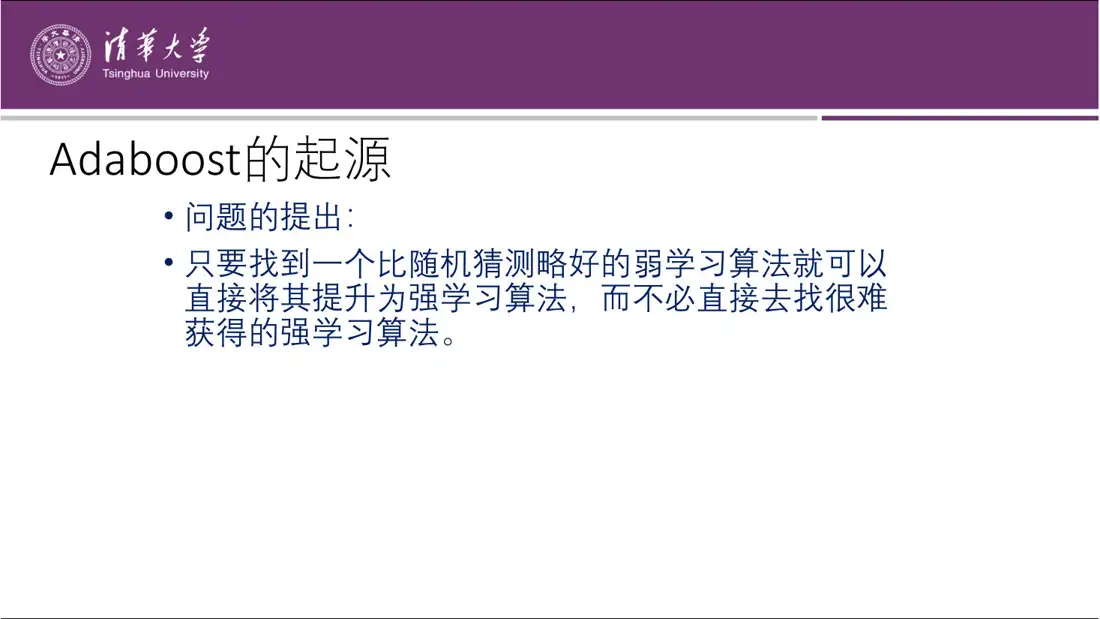 清华大学
Tsinghua University
Adaboost的起源
• 问题的提出：
• 只要找到一个比随机猜测略好的弱学习算法就可以
直接将其提升为强学习算法，而不必直接去找很难
获得的强学习算法。